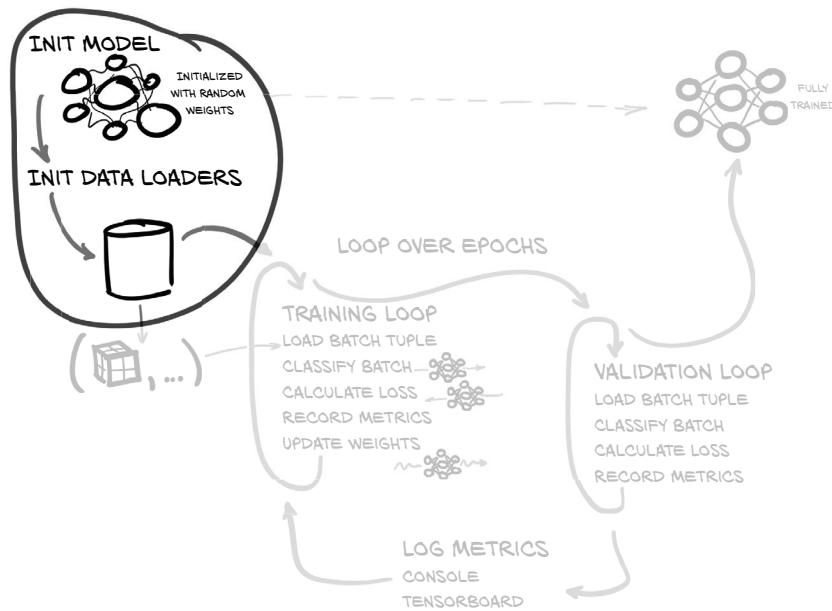 INIT MODEL
INITIALIZED
WITH RANDOM
WEIGHTS
FULLY
TRAINED
INIT DATA LOADERS
LOOP OVER EPOCHS
TRAINING LOOP
LOAD BATCH TUPLE
CLASSIFY BATCH
CALCULATE LOSS
RECORD METRICS
UPDATE WEIGHTS
( , ...)
VALIDATION LOOP
LOAD BATCH TUPLE
CLASSIFY BATCH
CALCULATE LOSS
RECORD METRICS
LOG METRICS
CONSOLE
TENSORBOARD